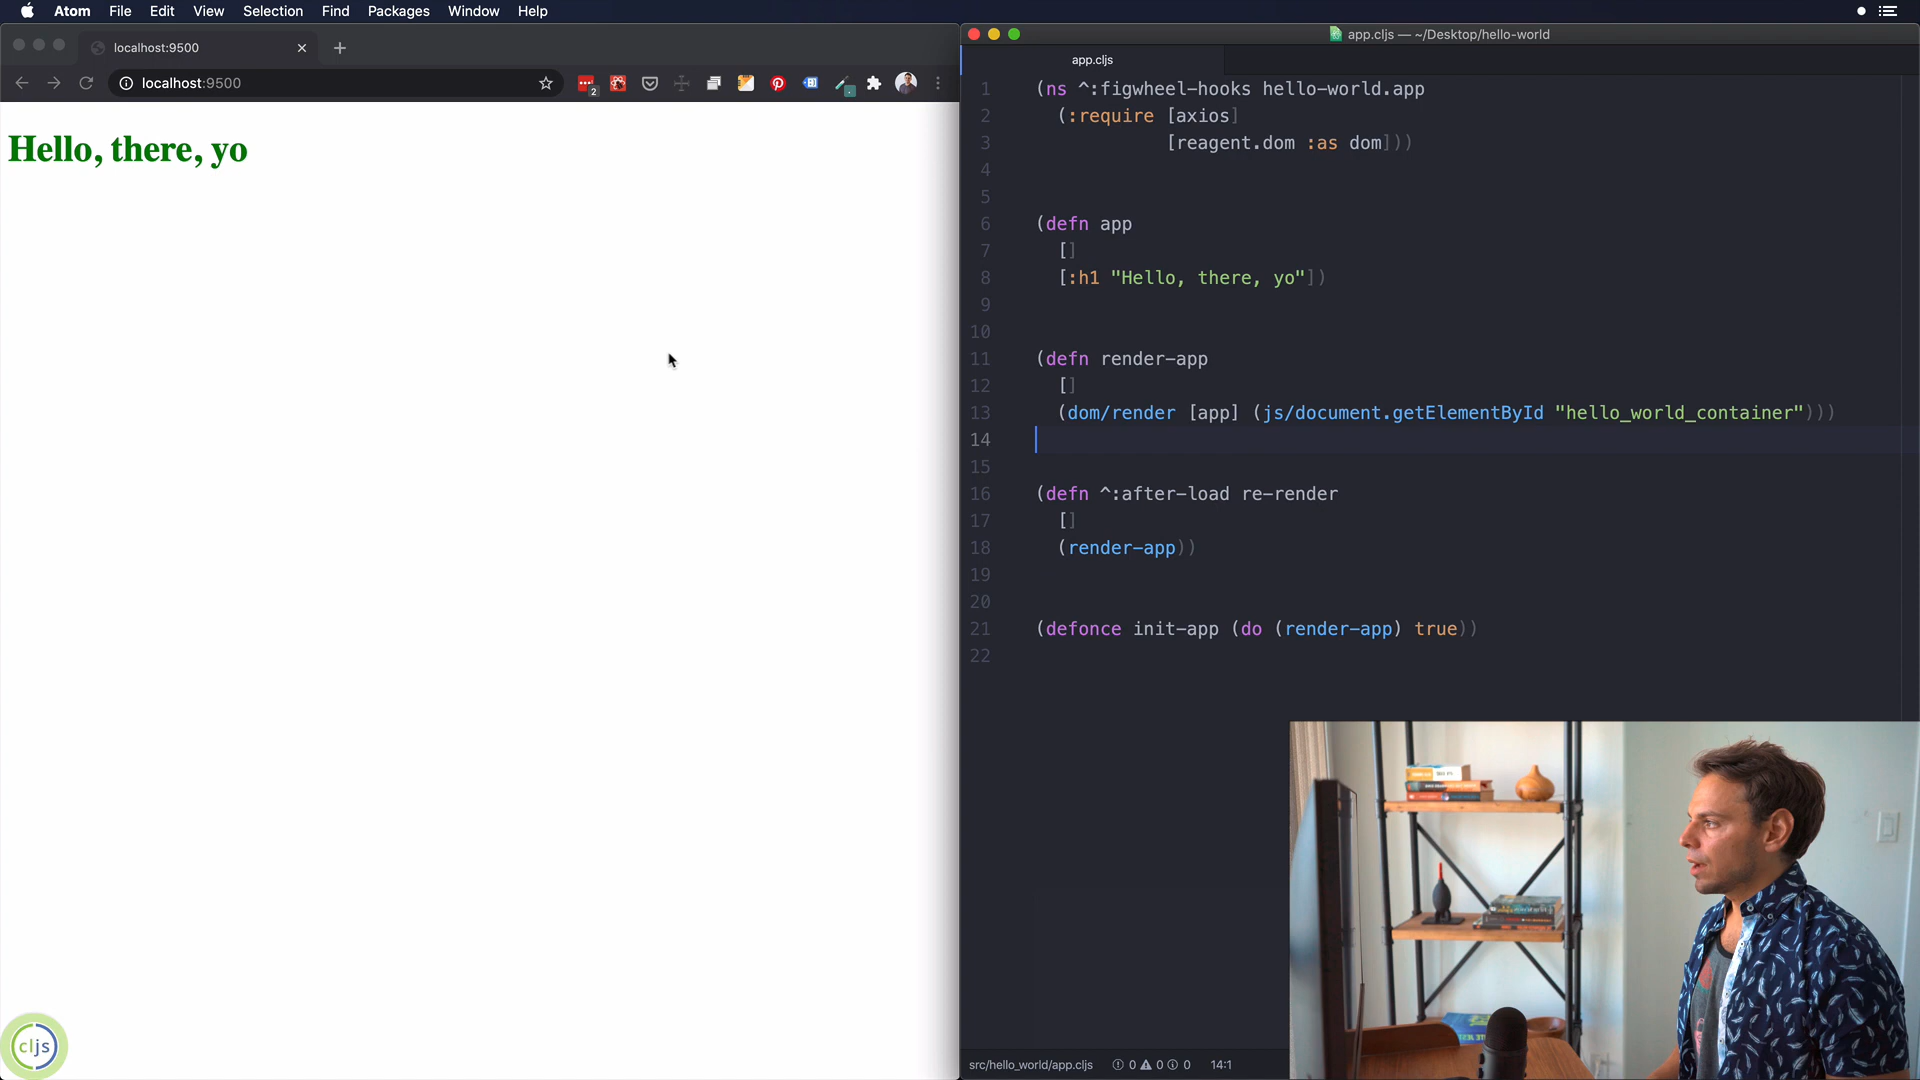 Atom File Edit View Selection Find Packages Window Help
localhost:9500
localhost:9500
2
Hello, there, yo
cljs
app.cljs — ~/Desktop/hello-world
app.cljs
1 (ns ^:figwheel-hooks hello-world.app
2 (:require [axios]
3 [reagent.dom :as dom]))
4
5
6 (defn app
7 []
8 [:h1 "Hello, there, yo"])
9
10
11 (defn render-app
12 []
13 (dom/render [app] (js/document.getElementById "hello_world_container")))
14
15
16 (defn ^:after-load re-render
17 []
18 (render-app))
19
20
21 (defonce init-app (do (render-app) true))
22
src/hello_world/app.cljs 0 0 0 14:1